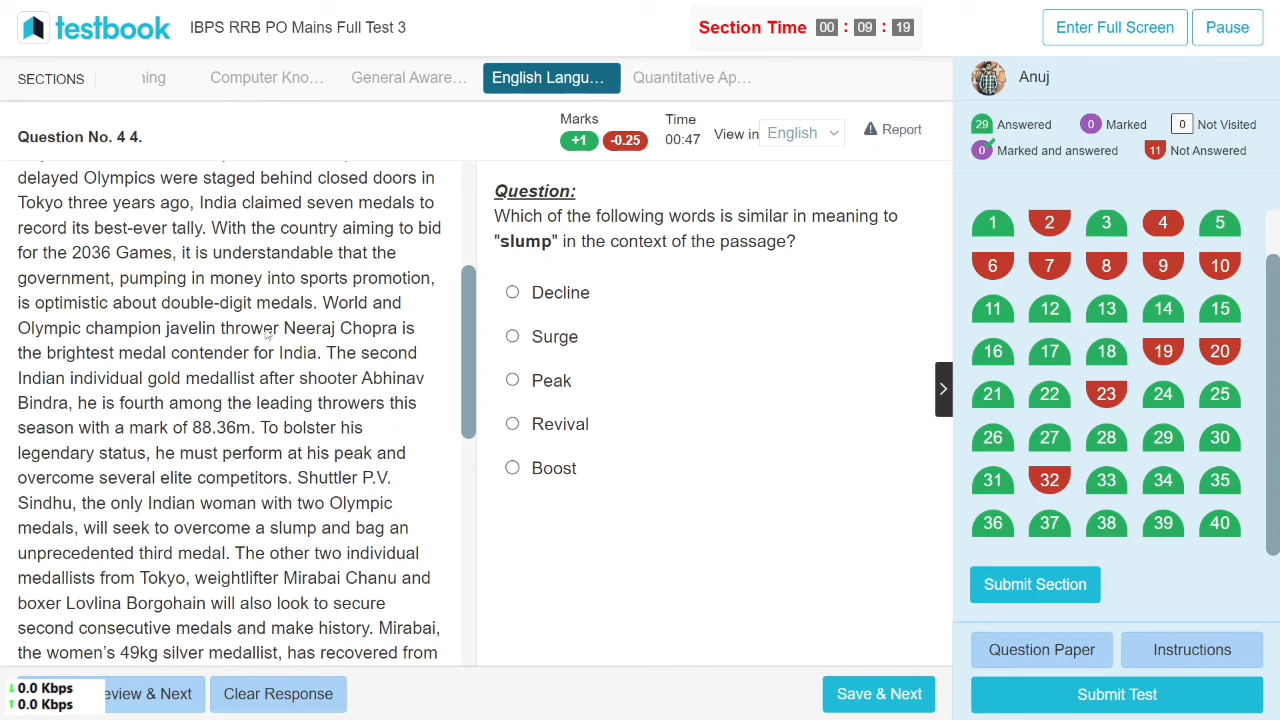 testbook
IBPS RRB PO Mains Full Test 3
Section Time 00 : 09 : 19
Enter Full Screen
Pause
SECTIONS
ning
Computer Kno...
General Aware...
English Langu...
Quantitative Ap...
Anuj
Question No. 4 4.
Marks
+1 -0.25
Time
00:47
View in English
Report
29 Answered
0 Marked
0 Not Visited
0 Marked and answered
11 Not Answered
delayed Olympics were staged behind closed doors in
Tokyo three years ago, India claimed seven medals to
record its best-ever tally. With the country aiming to bid
for the 2036 Games, it is understandable that the
government, pumping in money into sports promotion,
is optimistic about double-digit medals. World and
Olympic champion javelin thrower Neeraj Chopra is
the brightest medal contender for India. The second
Indian individual gold medallist after shooter Abhinav
Bindra, he is fourth among the leading throwers this
season with a mark of 88.36m. To bolster his
legendary status, he must perform at his peak and
overcome several elite competitors. Shuttler P.V.
Sindhu, the only Indian woman with two Olympic
medals, will seek to overcome a slump and bag an
unprecedented third medal. The other two individual
medallists from Tokyo, weightlifter Mirabai Chanu and
boxer Lovlina Borgohain will also look to secure
second consecutive medals and make history. Mirabai,
the women's 49kg silver medallist, has recovered from
Question:
Which of the following words is similar in meaning to
"slump" in the context of the passage?
Decline
Surge
Peak
Revival
Boost
1 2 3 4 5
6 7 8 9 10
11 12 13 14 15
16 17 18 19 20
21 22 23 24 25
26 27 28 29 30
31 32 33 34 35
36 37 38 39 40
Submit Section
Question Paper
Instructions
Submit Test
↓ 0.0 Kbps
↑ 0.0 Kbps
eview & Next
Clear Response
Save & Next